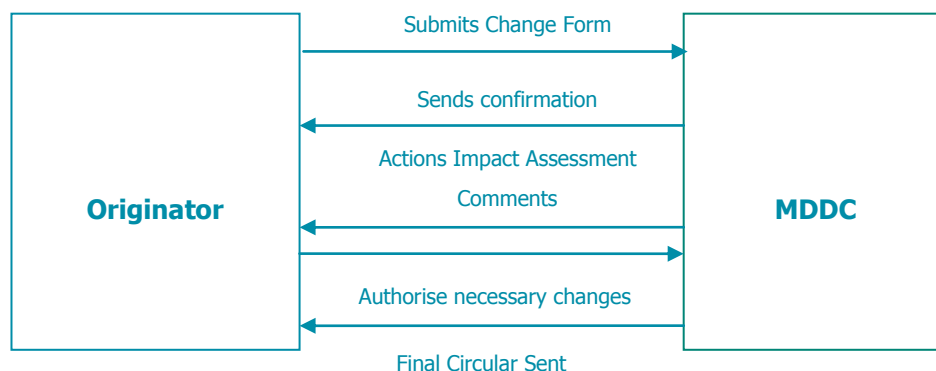 Submits Change Form
Sends confirmation
Actions Impact Assessment
Comments
Originator
MDDC
Authorise necessary changes
Final Circular Sent